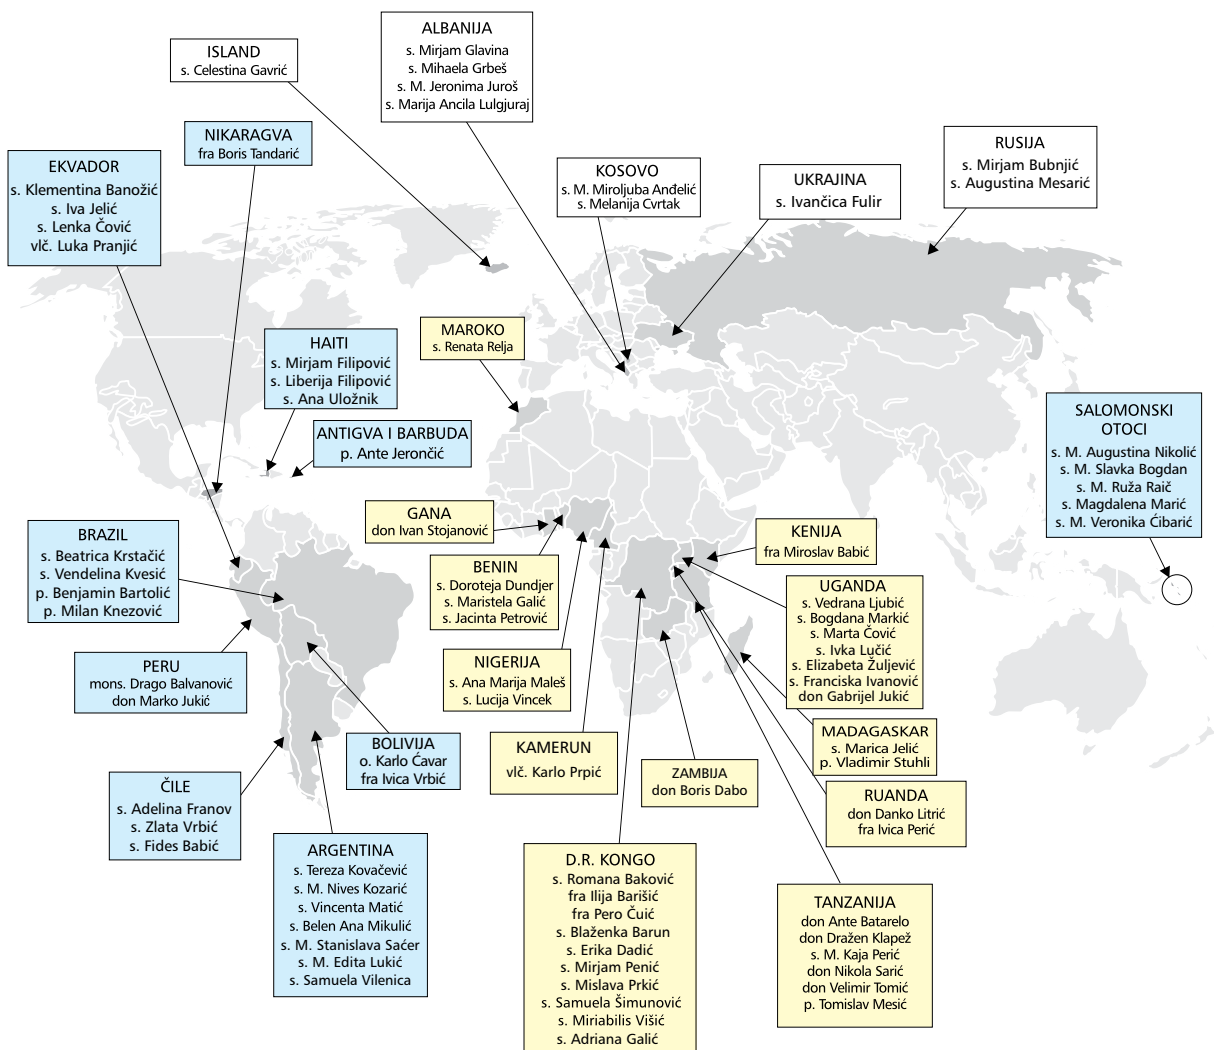 ALBANIJA
s. Mirjam Glavina
s. Mihaela Grbeš
s. M. Jeronima Juroš
s. Marija Ancila Lulgjuraj
ISLAND
s. Celestina Gavrić
NIKARAGVA
fra Boris Tandarić
EKVADOR
s. Klementina Banožić
s. Iva Jelić
s. Lenka Čović
vlč. Luka Pranjić
KOSOVO
s. M. Miroljuba Anđelić
s. Melanija Cvrtak
UKRAJINA
s. Ivančica Fulir
RUSIJA
s. Mirjam Bubnjić
s. Augustina Mesarić
HAITI
s. Mirjam Filipović
s. Liberija Filipović
s. Ana Uložnik
MAROKO
s. Renata Relja
ANTIGVA I BARBUDA
p. Ante Jerončić
SALOMONSKI
OTOCI
s. M. Augustina Nikolić
s. M. Slavka Bogdan
s. M. Ruža Raič
s. Magdalena Marić
s. M. Veronika Ćibarić
GANA
don Ivan Stojanović
BRAZIL
s. Beatrica Krstačić
s. Vendelina Kvesić
p. Benjamin Bartolić
p. Milan Knezović
BENIN
s. Doroteja Dundjer
s. Maristela Galić
s. Jacinta Petrović
KENIJA
fra Miroslav Babić
UGANDA
s. Vedrana Ljubić
s. Bogdana Markić
s. Marta Čović
s. Ivka Lučić
s. Elizabeta Žuljević
s. Franciska Ivanović
don Gabrijel Jukić
PERU
mons. Drago Balvanović
don Marko Jukić
NIGERIJA
s. Ana Marija Maleš
s. Lucija Vincek
BOLIVIJA
o. Karlo Ćavar
fra Ivica Vrbić
KAMERUN
vlč. Karlo Prpić
ZAMBIJA
don Boris Dabo
MADAGASKAR
s. Marica Jelić
p. Vladimir Stuhli
RUANDA
don Danko Litrić
fra Ivica Perić
ČILE
s. Adelina Franov
s. Zlata Vrbić
s. Fides Babić
ARGENTINA
s. Tereza Kovačević
s. M. Nives Kozarić
s. Vincenta Matić
s. Belen Ana Mikulić
s. M. Stanislava Saćer
s. M. Edita Lukić
s. Samuela Vilenica
D.R. KONGO
s. Romana Baković
fra Ilija Barišić
fra Pero Čuić
s. Blaženka Barun
s. Erika Dadić
s. Mirjam Penić
s. Mislava Prkić
s. Samuela Šimunović
s. Miriabilis Višić
s. Adriana Galić
TANZANIJA
don Ante Batarelo
don Dražen Klapež
s. M. Kaja Perić
don Nikola Sarić
don Velimir Tomić
p. Tomislav Mesić